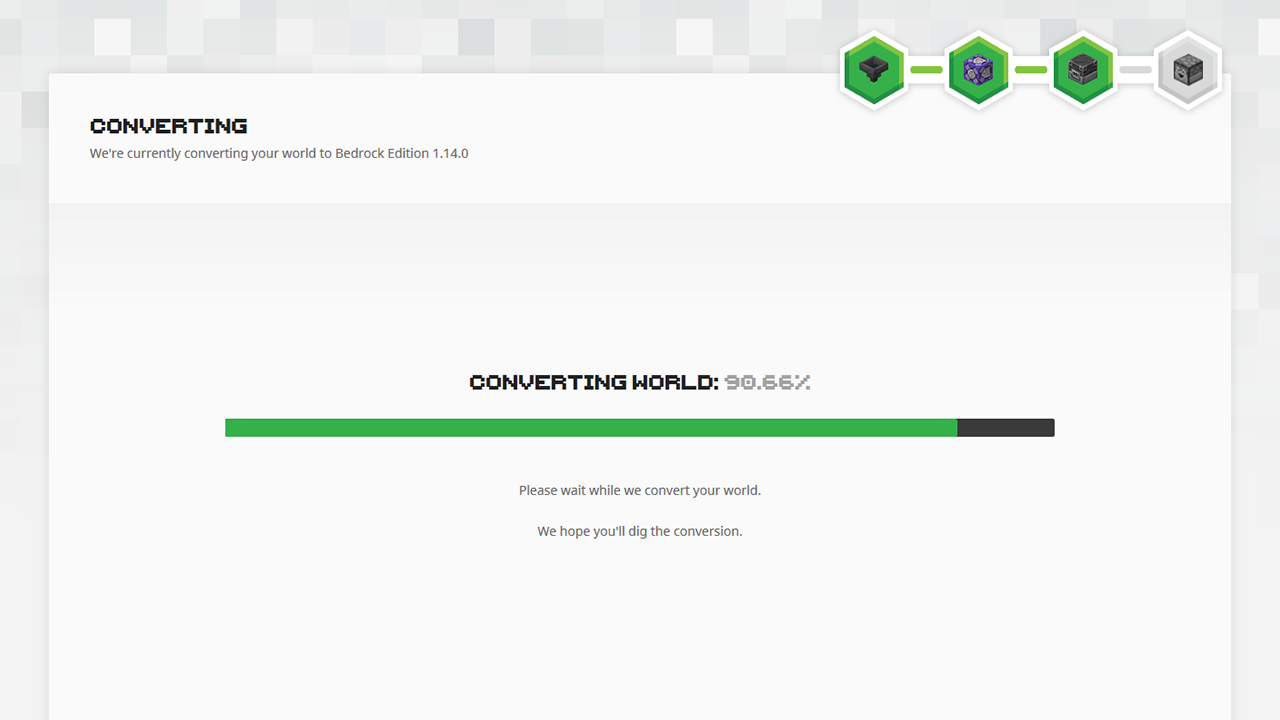 CONVERTING
We're currently converting your world to Bedrock Edition 1.14.0
CONVERTING WORLD: 90.66%
Please wait while we convert your world.
We hope you'll dig the conversion.